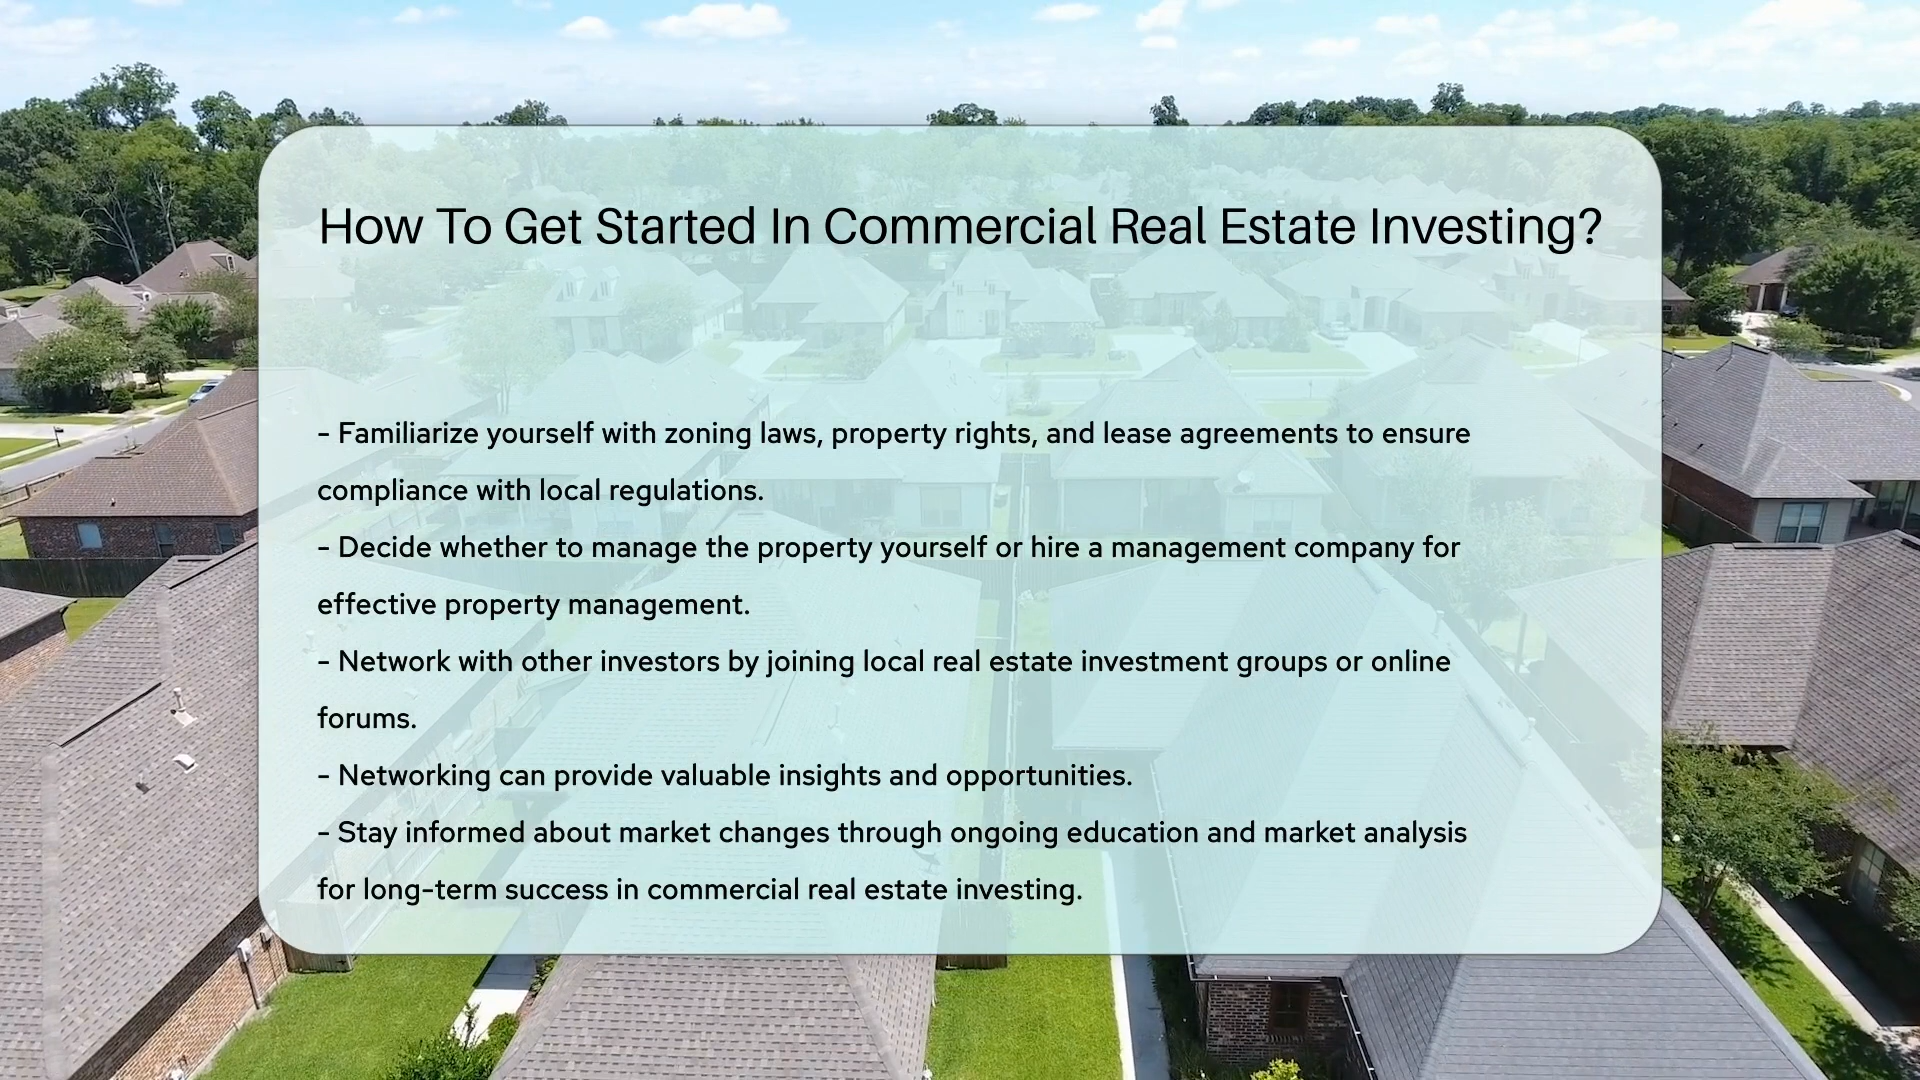 How To Get Started In Commercial Real Estate Investing?
- Familiarize yourself with zoning laws, property rights, and lease agreements to ensure
compliance with local regulations.
- Decide whether to manage the property yourself or hire a management company for
effective property management.
- Network with other investors by joining local real estate investment groups or online
forums.
- Networking can provide valuable insights and opportunities.
- Stay informed about market changes through ongoing education and market analysis
for long-term success in commercial real estate investing.